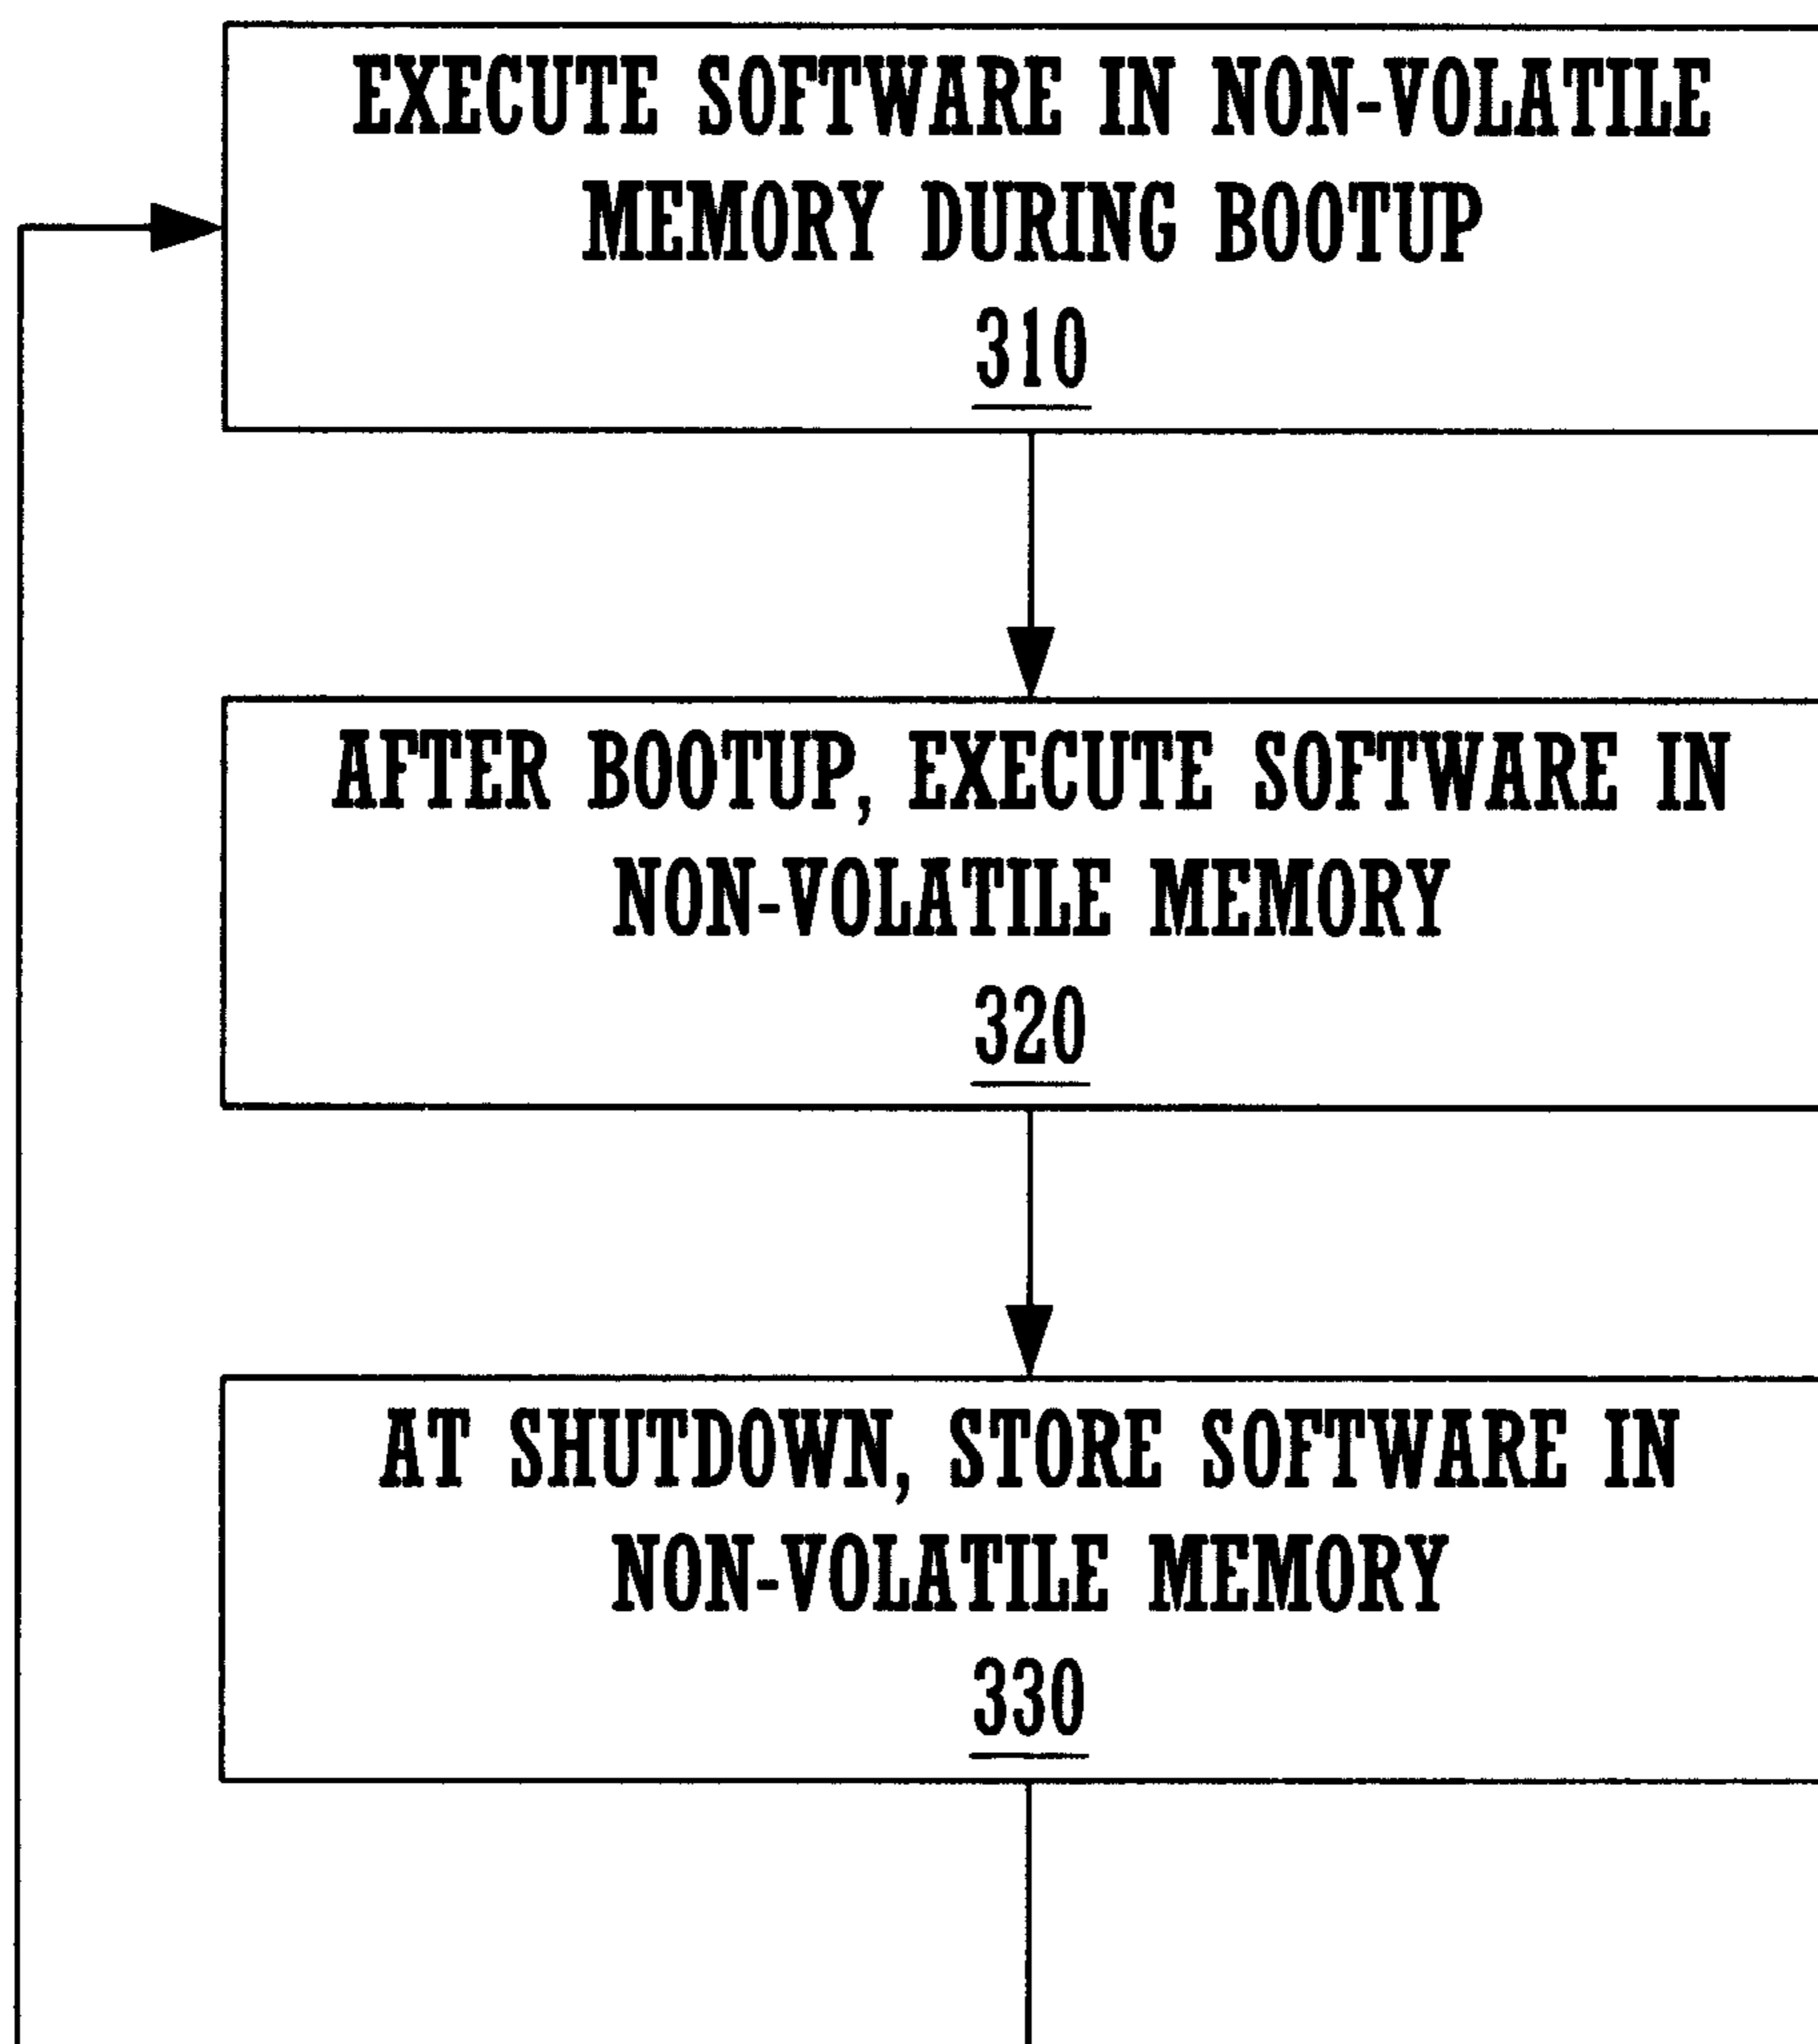 EXECUTE SOFTWARE IN NON-VOLATILE
MEMORY DURING BOOTUP
310
AFTER BOOTUP, EXECUTE SOFTWARE IN
NON-VOLATILE MEMORY
320
AT SHUTDOWN, STORE SOFTWARE IN
NON-VOLATILE MEMORY
330